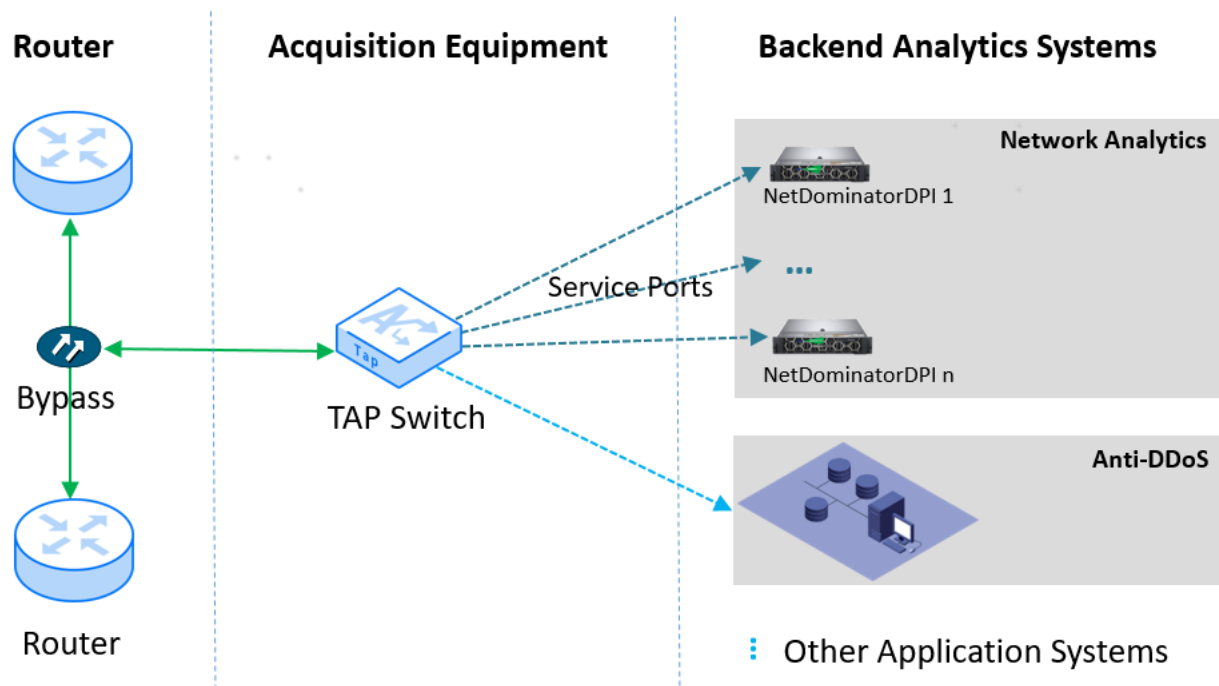 Router
Acquisition Equipment
Backend Analytics Systems
Network Analytics
NetDominatorDPI 1
...
Service Ports
Tap
NetDominatorDPI n
Bypass
TAP Switch
Anti-DDoS
Router
Other Application Systems